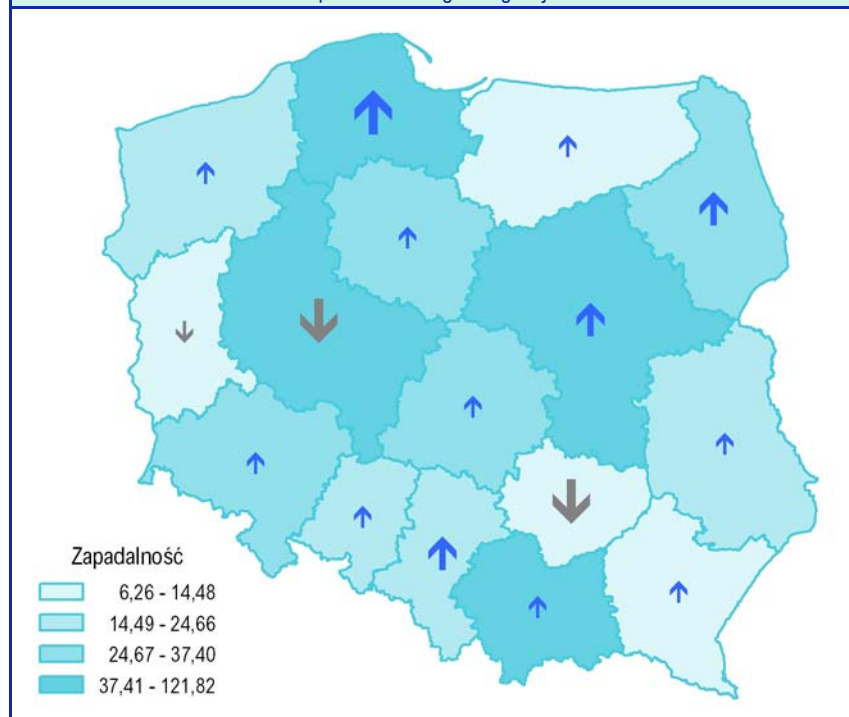 Zapadalność
6,26 - 14,48
14,49 - 24,66
24,67 - 37,40
37,41 - 121,82